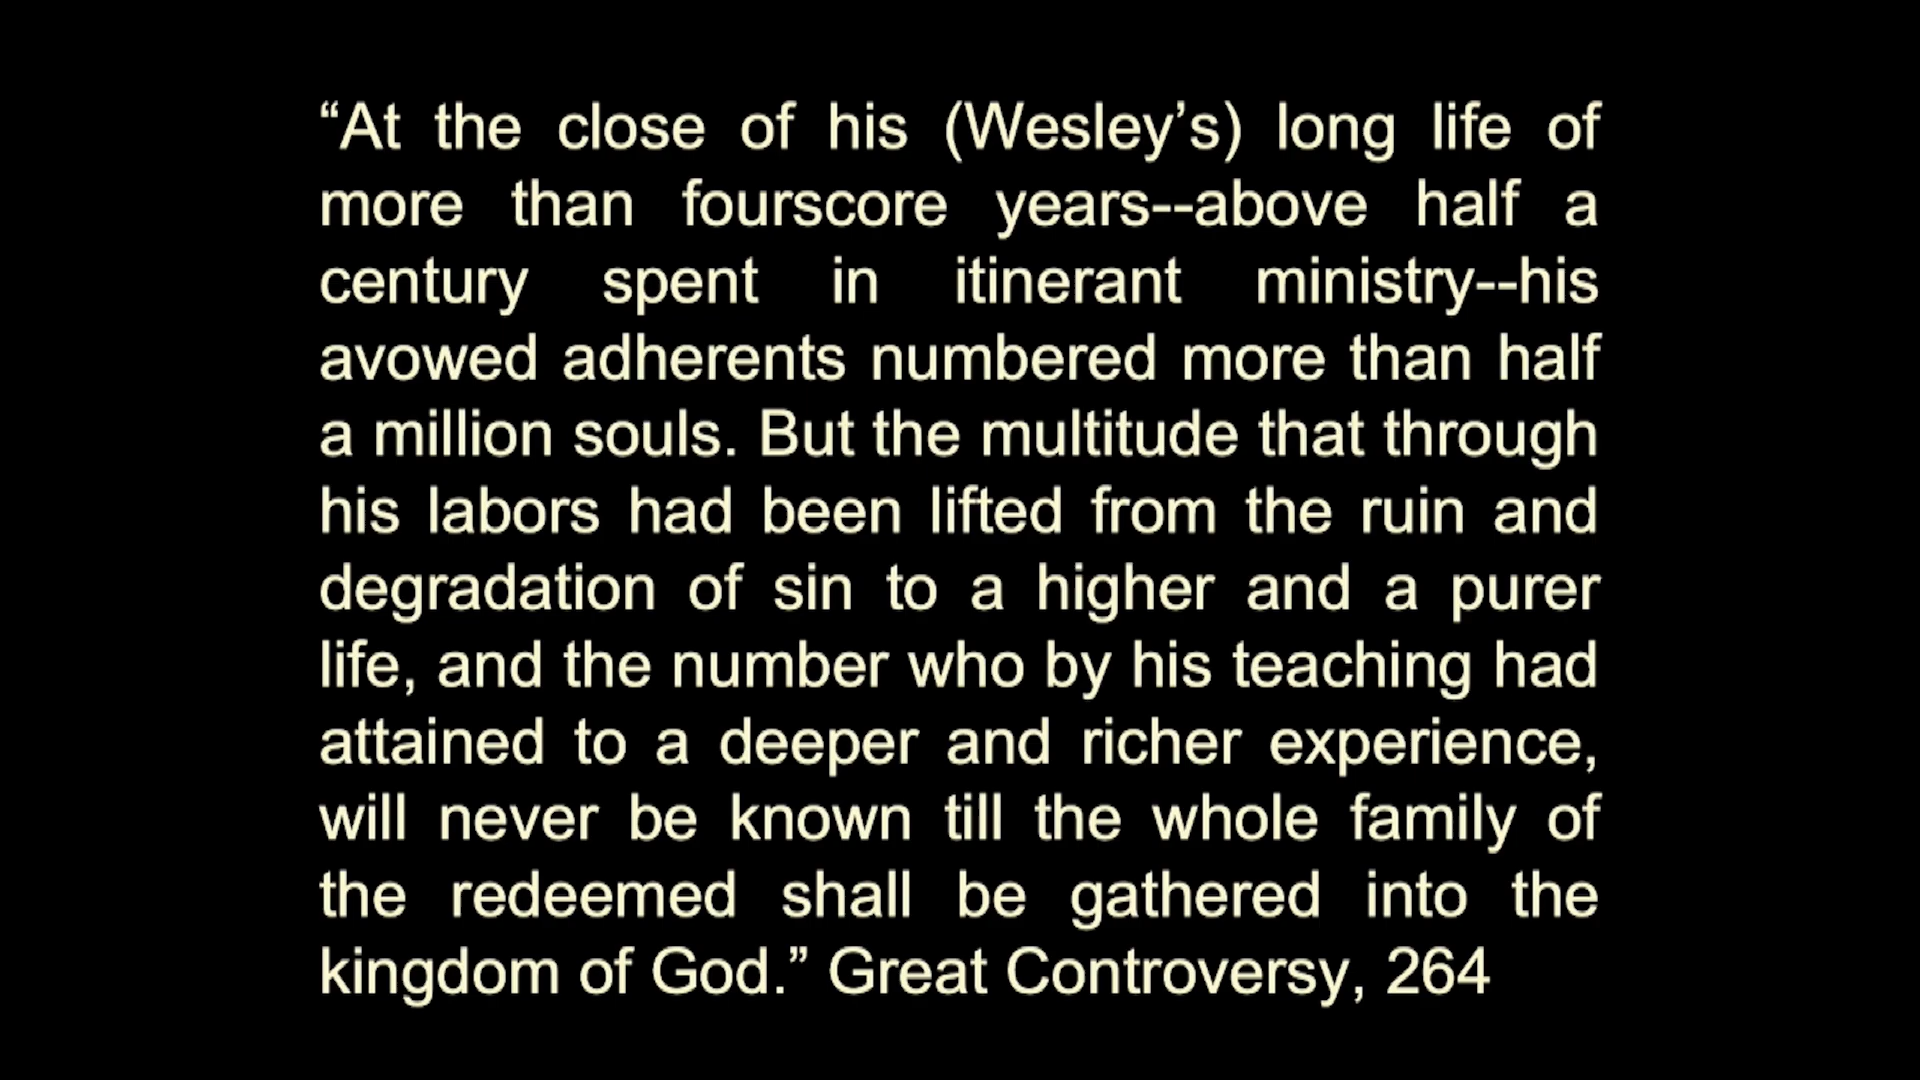 “At the close of his (Wesley’s) long life of
more than fourscore years--above half a
century spent in itinerant ministry--his
avowed adherents numbered more than half
a million souls. But the multitude that through
his labors had been lifted from the ruin and
degradation of sin to a higher and a purer
life, and the number who by his teaching had
attained to a deeper and richer experience,
will never be known till the whole family of
the redeemed shall be gathered into the
kingdom of God.” Great Controversy, 264